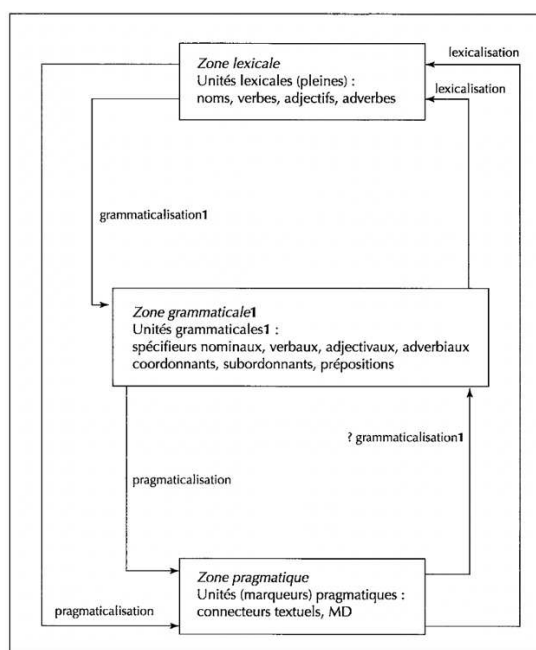 lexicalisation
Zone lexicale
Unités lexicales (pleines) :
noms, verbes, adjectifs, adverbes
lexicalisation
grammaticalisation1
Zone grammaticale1
Unités grammaticales1 :
spécifieurs nominaux, verbaux, adjectivaux, adverbiaux
coordonnants, subordonnants, prépositions
? grammaticalisation1
pragmaticalisation
Zone pragmatique
Unités (marqueurs) pragmatiques :
connecteurs textuels, MD
pragmaticalisation